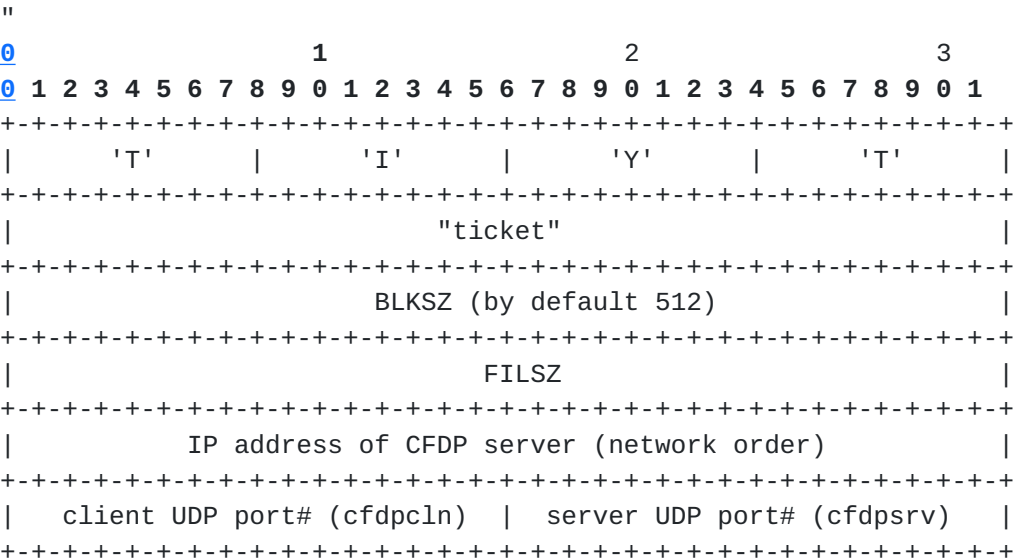 "
0                   1                   2                   3
0 1 2 3 4 5 6 7 8 9 0 1 2 3 4 5 6 7 8 9 0 1 2 3 4 5 6 7 8 9 0 1
+-+-+-+-+-+-+-+-+-+-+-+-+-+-+-+-+-+-+-+-+-+-+-+-+-+-+-+-+-+-+-+-+
|      'T'      |      'I'      |      'Y'      |      'T'      |
+-+-+-+-+-+-+-+-+-+-+-+-+-+-+-+-+-+-+-+-+-+-+-+-+-+-+-+-+-+-+-+-+
|                           "ticket"                            |
+-+-+-+-+-+-+-+-+-+-+-+-+-+-+-+-+-+-+-+-+-+-+-+-+-+-+-+-+-+-+-+-+
|                       BLKSZ (by default 512)                  |
+-+-+-+-+-+-+-+-+-+-+-+-+-+-+-+-+-+-+-+-+-+-+-+-+-+-+-+-+-+-+-+-+
|                              FILSZ                            |
+-+-+-+-+-+-+-+-+-+-+-+-+-+-+-+-+-+-+-+-+-+-+-+-+-+-+-+-+-+-+-+-+
|           IP address of CFDP server (network order)           |
+-+-+-+-+-+-+-+-+-+-+-+-+-+-+-+-+-+-+-+-+-+-+-+-+-+-+-+-+-+-+-+-+
|   client UDP port# (cfdpcln)  |  server UDP port# (cfdpsrv)   |
+-+-+-+-+-+-+-+-+-+-+-+-+-+-+-+-+-+-+-+-+-+-+-+-+-+-+-+-+-+-+-+-+